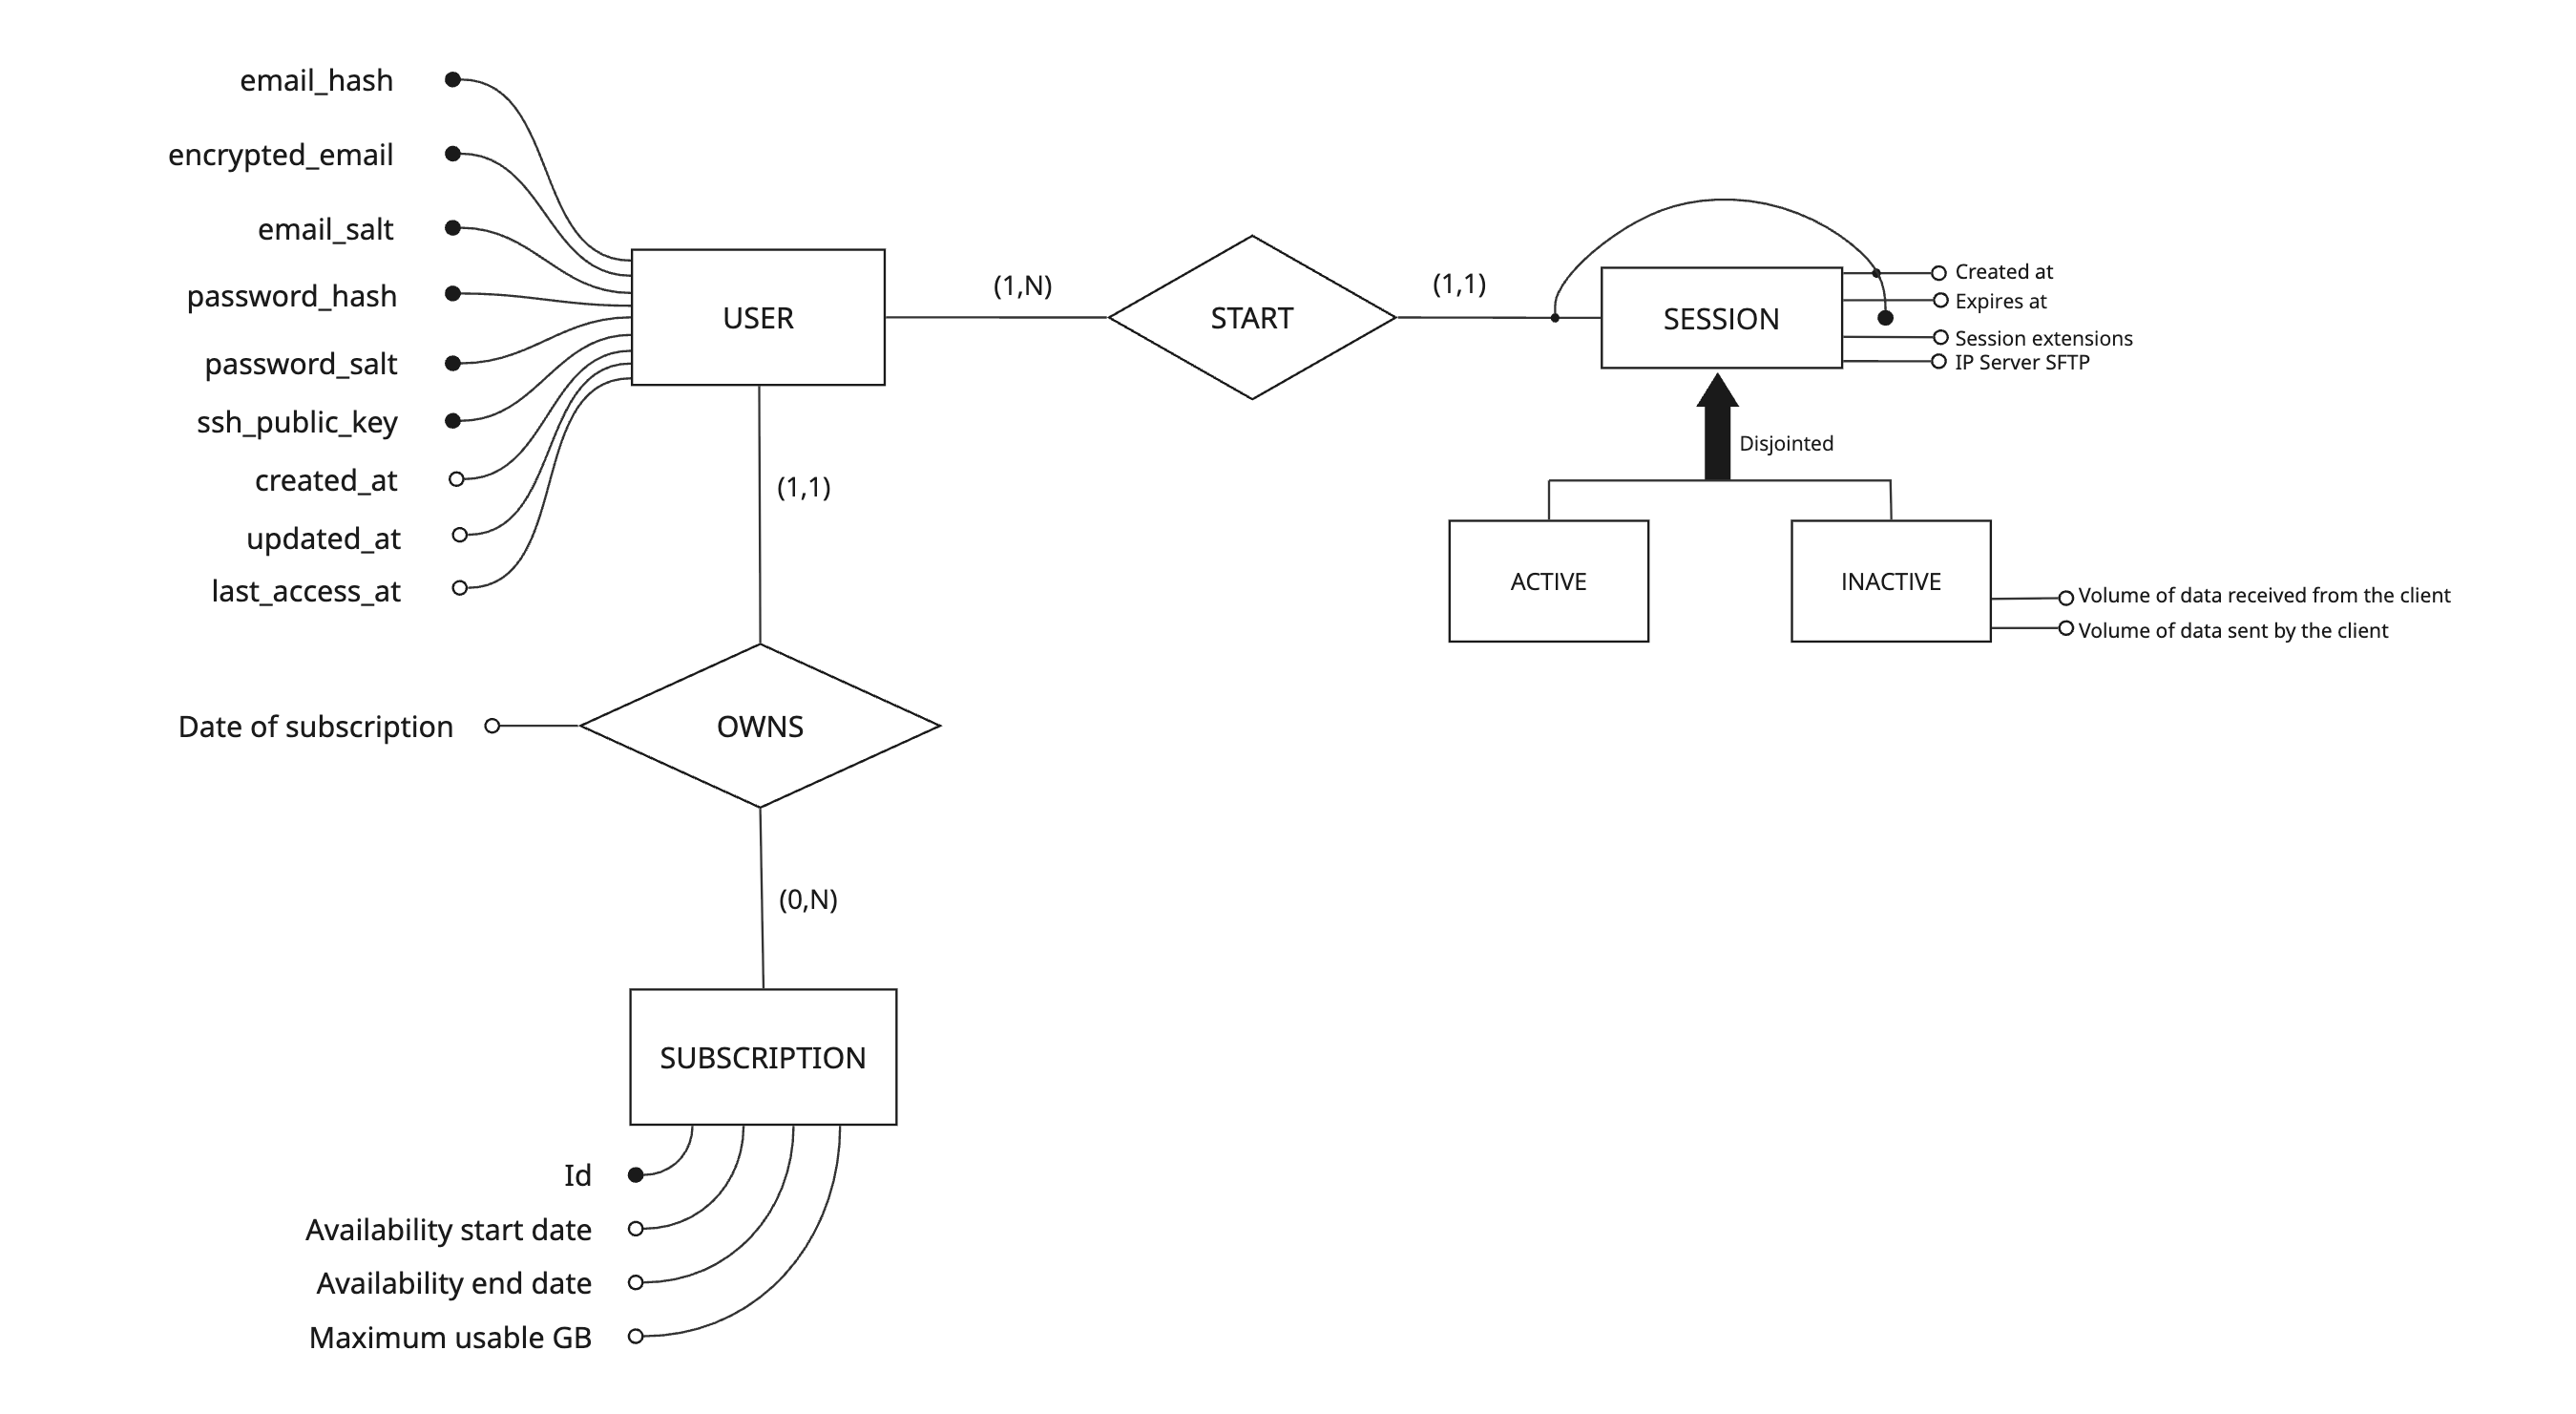 email_hash
encrypted_email
email_salt
password_hash
password_salt
ssh_public_key
created_at
updated_at
last_access_at
USER
(1,N)
START
(1,1)
SESSION
Created at
Expires at
Session extensions
IP Server SFTP
Disjointed
ACTIVE
INACTIVE
Volume of data received from the client
Volume of data sent by the client
(1,1)
Date of subscription
OWNS
(0,N)
SUBSCRIPTION
Id
Availability start date
Availability end date
Maximum usable GB